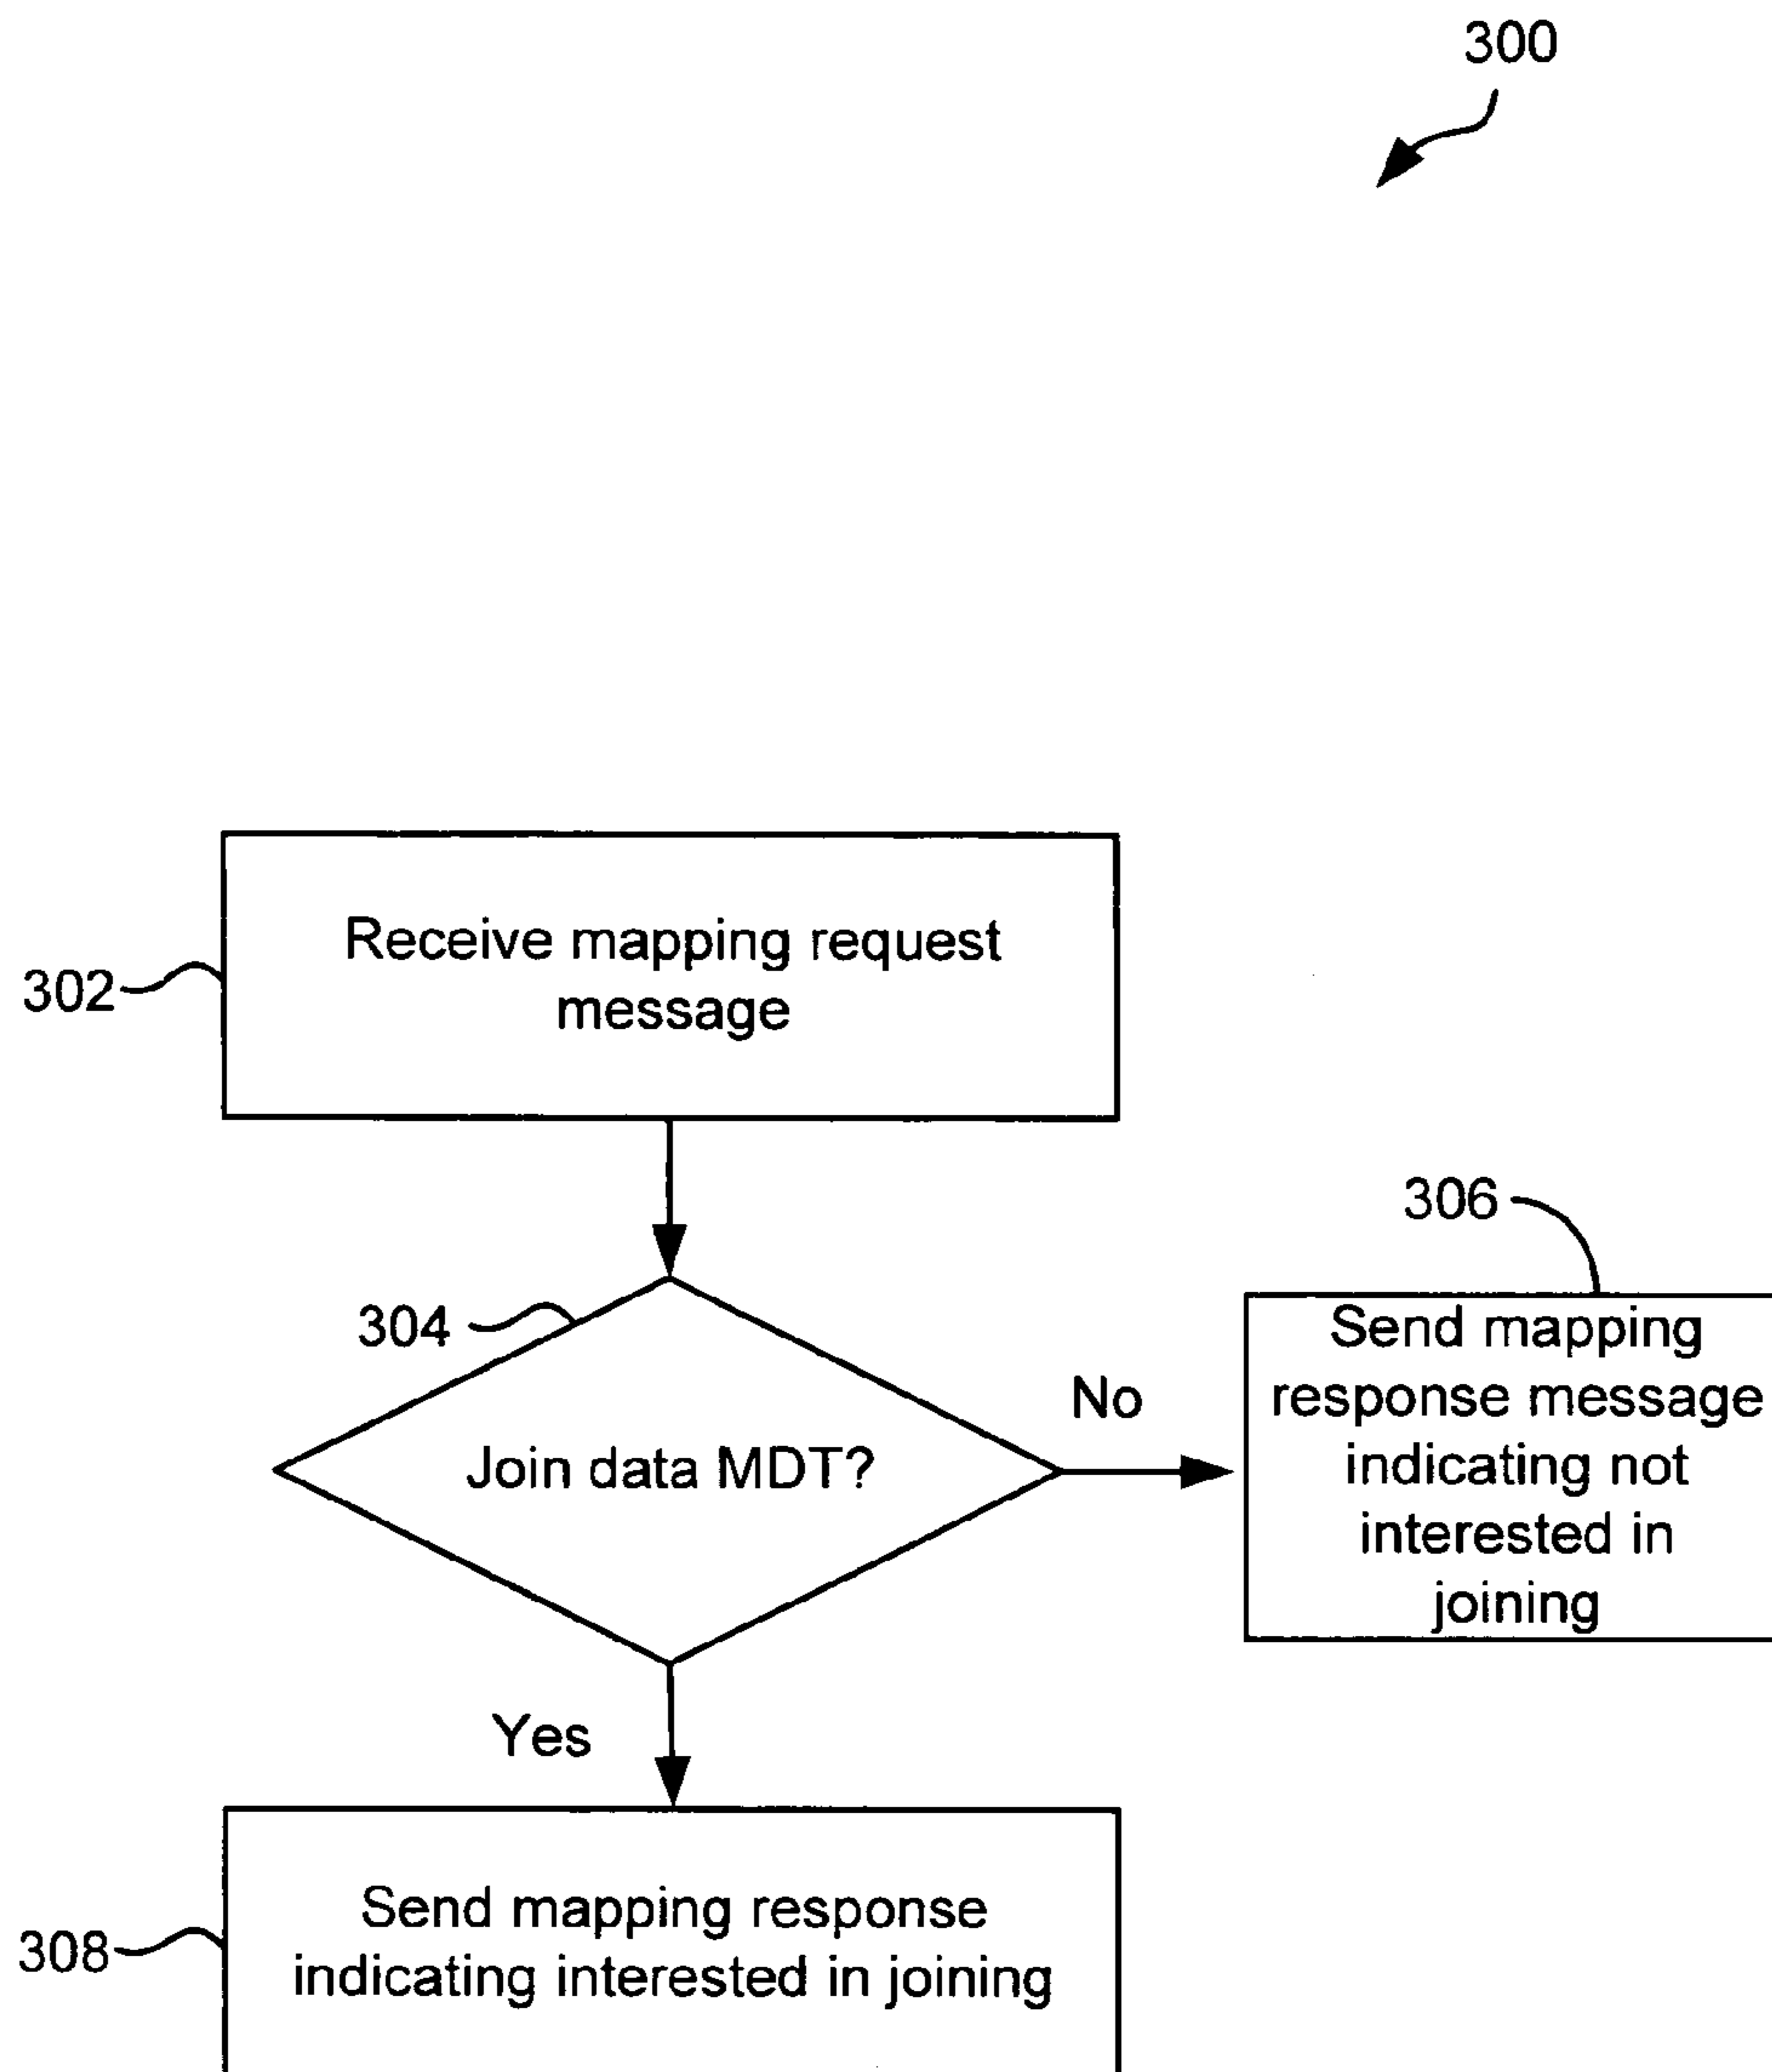 300
Receive mapping request
message
302
306
304
No
Send mapping
response message
indicating not
interested in
joining
Join data MDT?
Yes
Send mapping response
indicating interested in joining
308